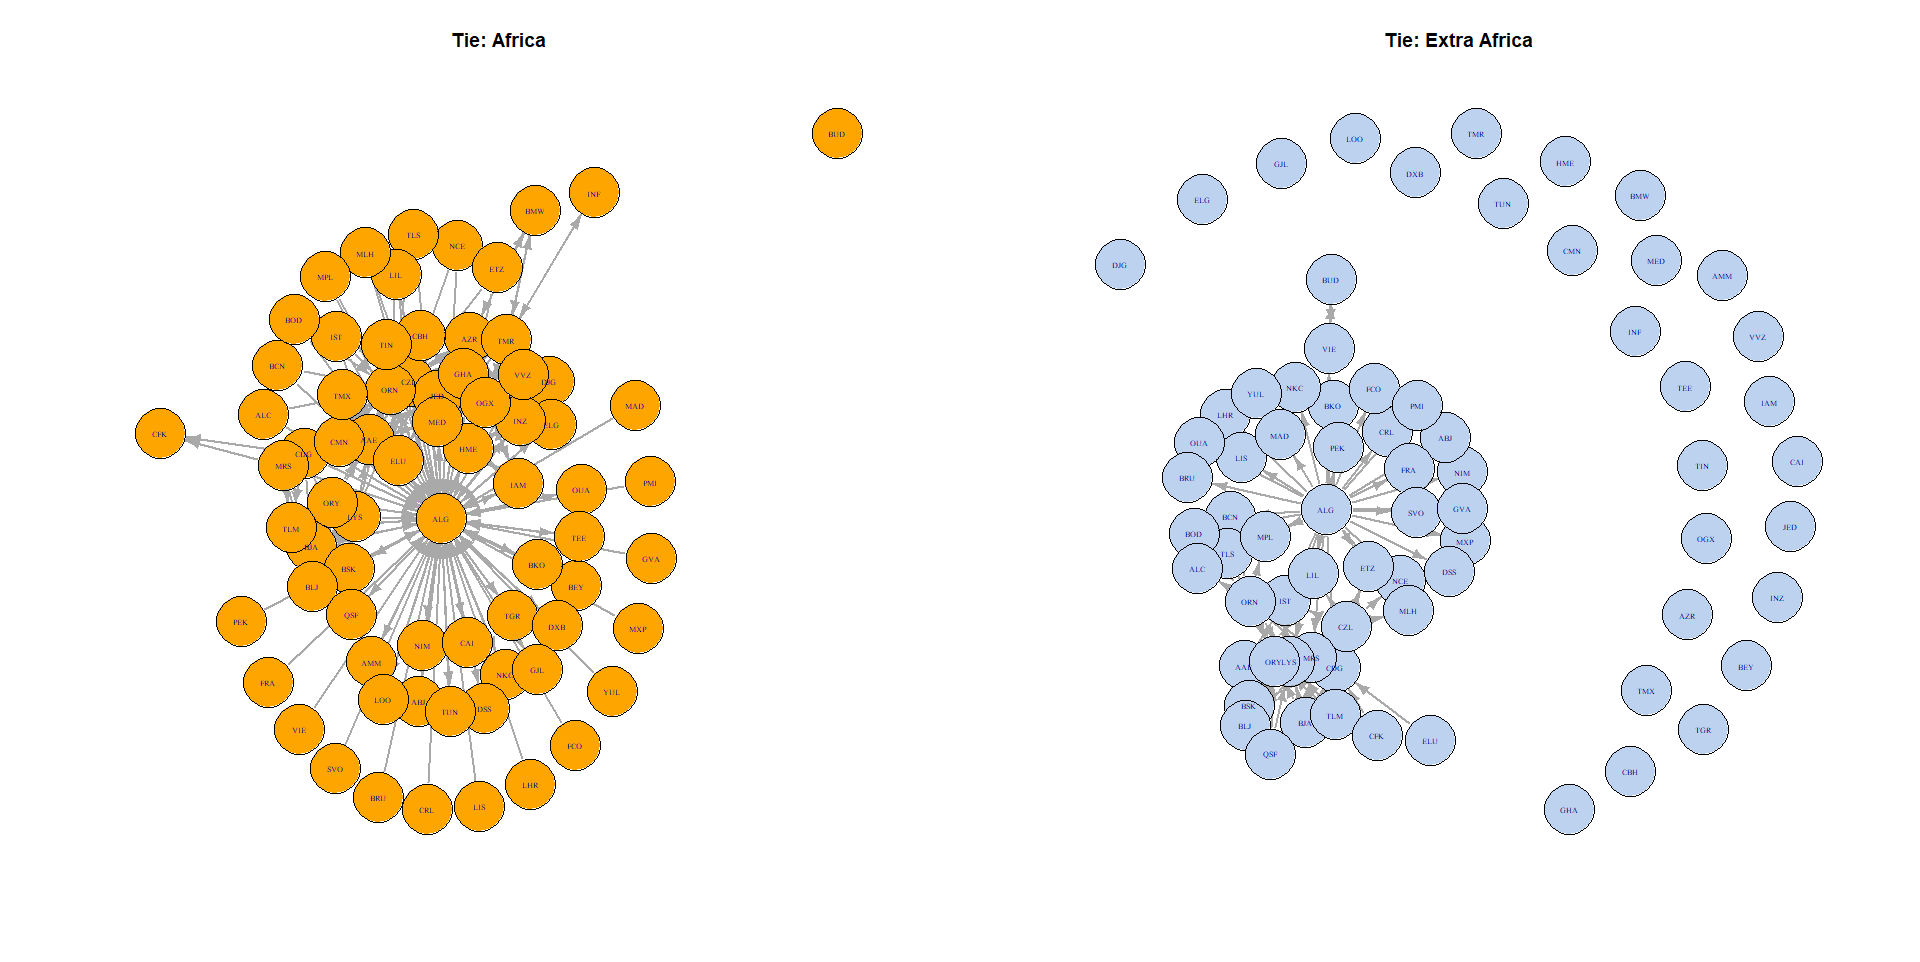 Tie: Africa
BUD
INF
BMW
TLS
NCE
MLH
LIL
ETZ
MPL
BOD
IST
TIN
CBH
AZR
TMR
BCN
ORN
GHA
VVZ
TMX
OGX
ALC
MAD
CFK
CMN
MED
INZ
ELG
MRS
ELU
HME
IAM
OUA
PMI
ORY
ALG
TLM
TEE
GVA
BSK
BKO
BLJ
BEY
PEK
QSF
TGR
DXB
MXP
NIM
CAI
AMM
GJL
FRA
YUL
LOO
TUN
DSS
VIE
FCO
SVO
BRU
CRL
LIS
LHR
Tie: Extra Africa
LOO
TMR
GJL
DXB
HME
ELG
TUN
BMW
CMN
MED
DJG
AMM
BUD
INF
VIE
VVZ
TEE
IAM
YUL
NKC
BKO
FCO
PMI
LHR
OUA
MAD
CRL
ABJ
LIS
PEK
FRA
NIM
BRU
TIN
CAI
ALG
SVO
GVA
BCN
BOD
MPL
MXP
OGX
JED
TLS
ALC
LIL
ETZ
NCE
DSS
ORN
IST
MLH
INZ
CZL
AZR
ORY
LYS
BEY
TMX
BSK
BLJ
BJA
TLM
CFK
ELU
QSF
TGR
CBH
GHA